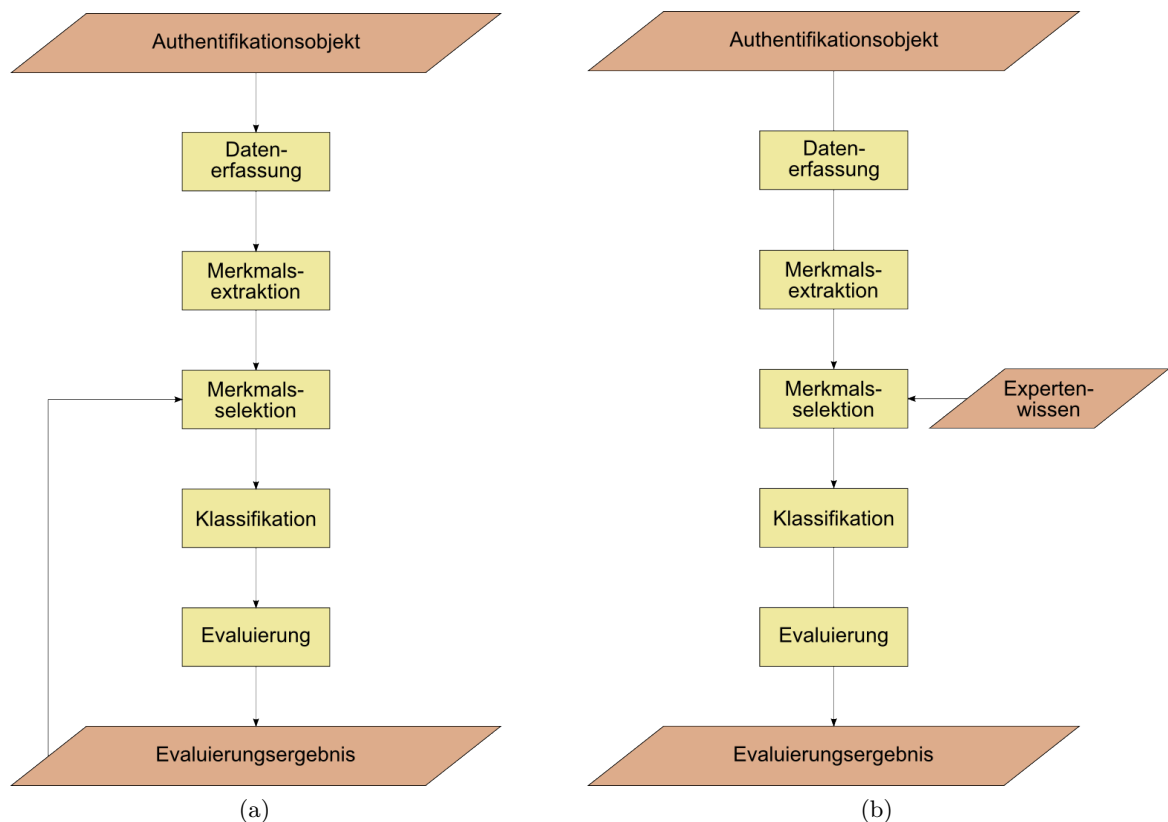 Authentifikationsobjekt
Daten-
erfassung
Merkmals-
extraktion
Merkmals-
selektion
Klassifikation
Evaluierung
Evaluierungsergebnis
(a)
Authentifikationsobjekt
Daten-
erfassung
Merkmals-
extraktion
Merkmals-
selektion
Experten-
wissen
Klassifikation
Evaluierung
Evaluierungsergebnis
(b)